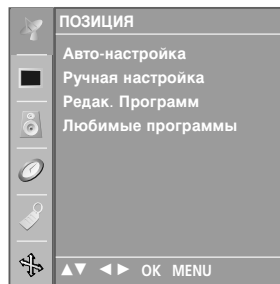 ПОЗИЦИЯ
Авто-настройка
Ручная настройка
Редак. Программ
Любимые программы
▲▼ ◄► OK MENU